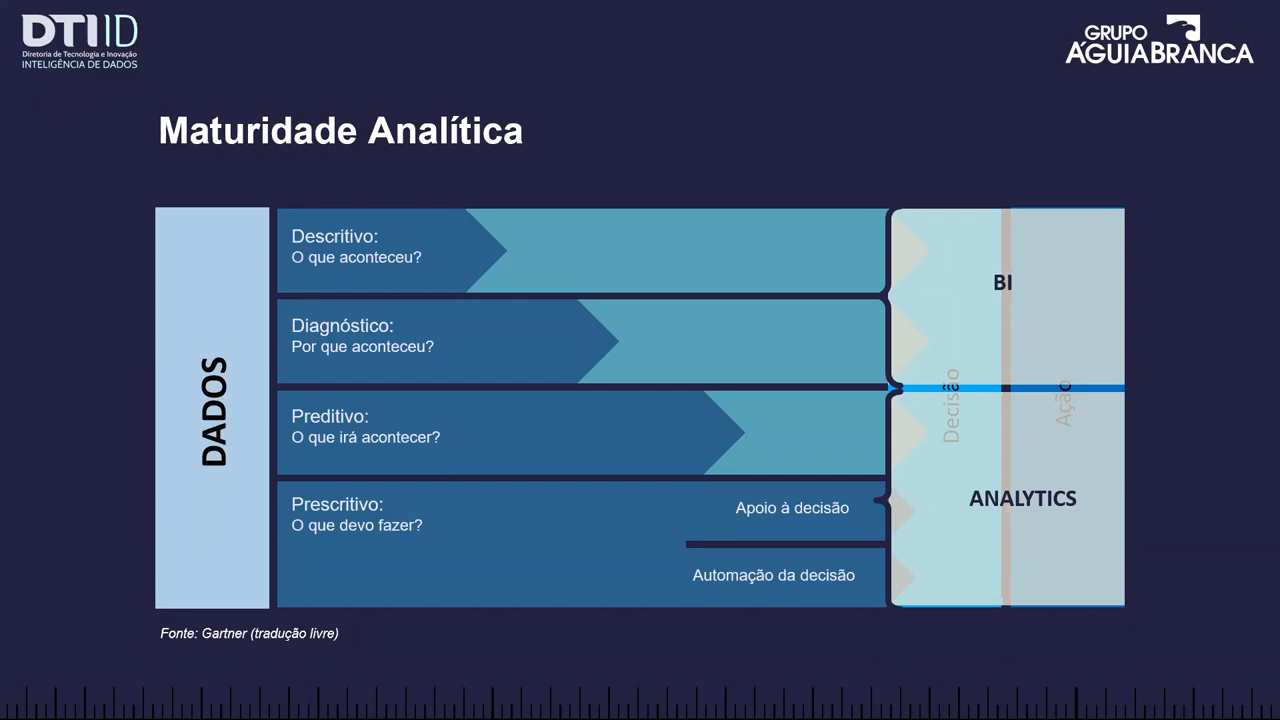 DTI ID
Diretoria de Tecnologia e Inovação
INTELIGÊNCIA DE DADOS
GRUPO
ÁGUIABRANCA
Maturidade Analítica
DADOS
Descritivo:
O que aconteceu?
Diagnóstico:
Por que aconteceu?
Preditivo:
O que irá acontecer?
Prescritivo:
O que devo fazer?
Apoio à decisão
Automação da decisão
Decisão
Ação
BI
ANALYTICS
Fonte: Gartner (tradução livre)